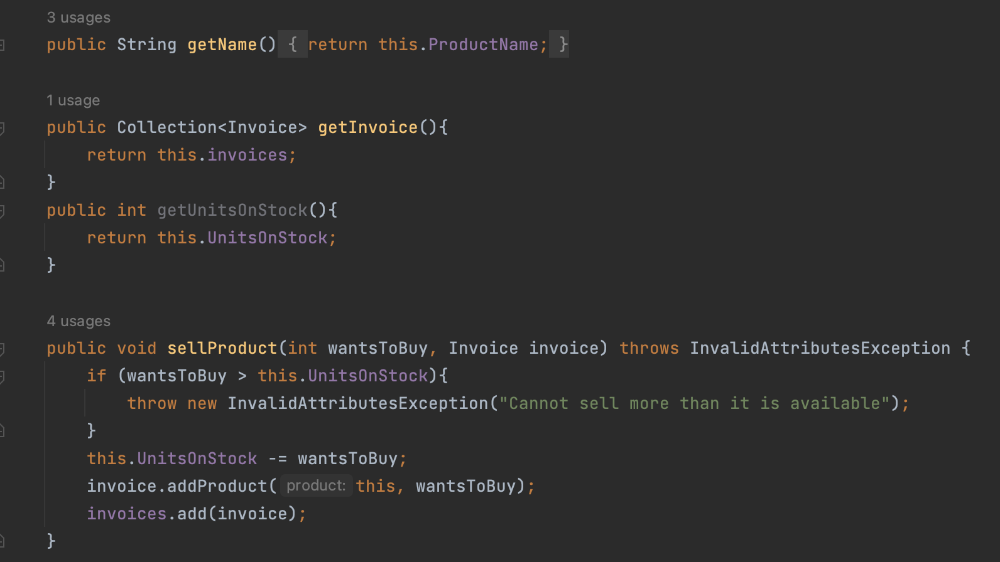 3 usages
public String getName() { return this.ProductName; }
1 usage
public Collection<Invoice> getInvoice(){
return this.invoices;
}
public int getUnitsOnStock(){
return this.UnitsOnStock;
}
4 usages
public void sellProduct(int wantsToBuy, Invoice invoice) throws InvalidAttributesException {
if (wantsToBuy > this.UnitsOnStock){
throw new InvalidAttributesException("Cannot sell more than it is available");
}
this.UnitsOnStock -= wantsToBuy;
invoice.addProduct( product: this, wantsToBuy);
invoices.add(invoice);
}